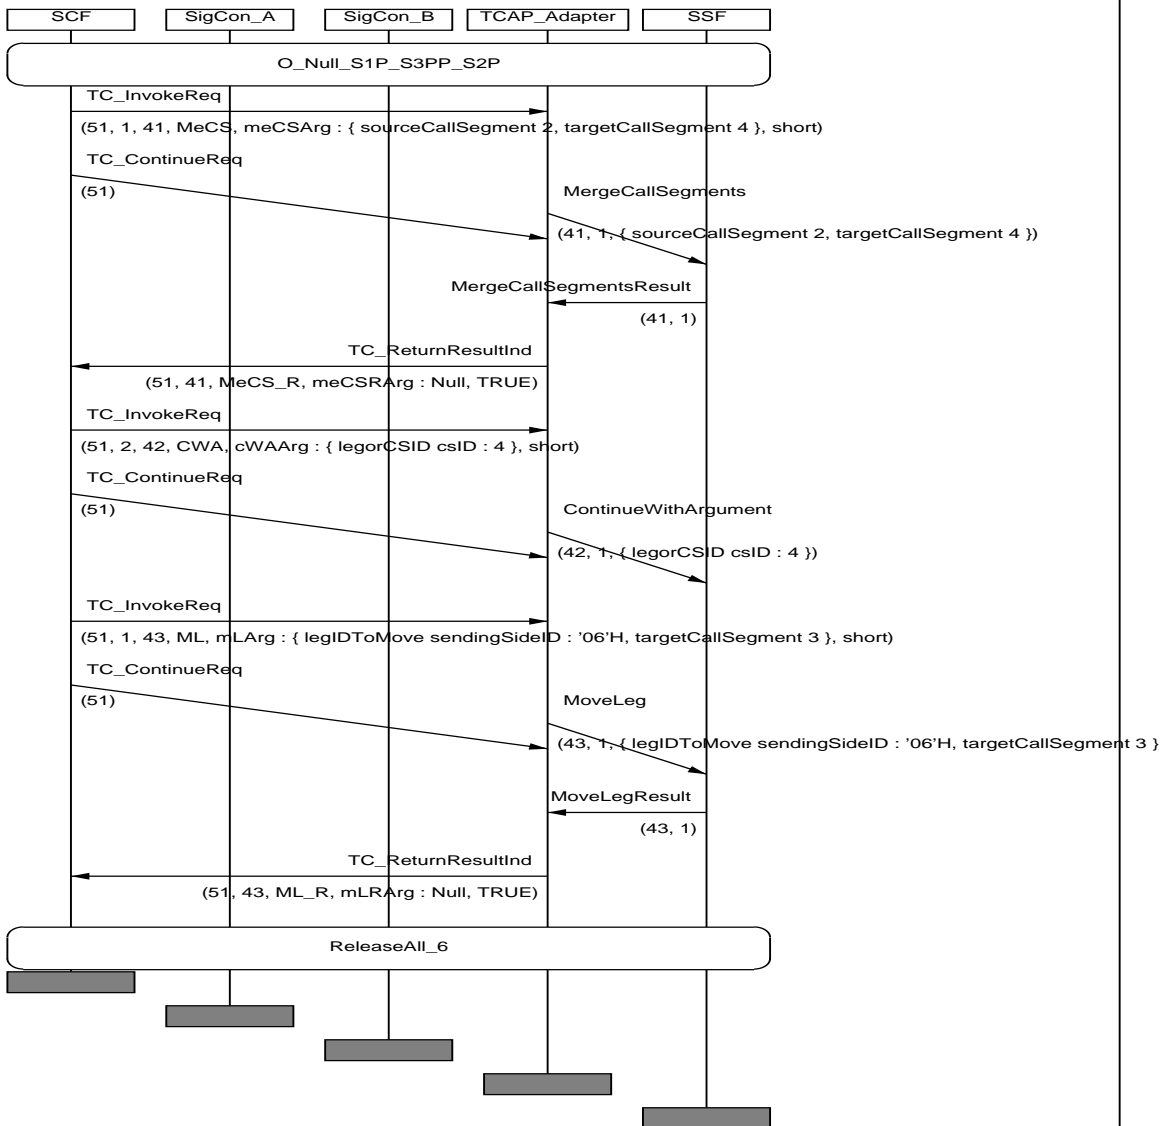 SCF SigCon_A SigCon_B TCAP_Adapter SSF
O_Null_S1P_S3PP_S2P
TC_InvokeReq
(51, 1, 41, MeCS, meCSArg : { sourceCallSegment 2, targetCallSegment 4 }, short)
TC_ContinueReq
(51)
MergeCallSegments
(41, 1, { sourceCallSegment 2, targetCallSegment 4 })
MergeCallSegmentsResult
(41, 1)
TC_ReturnResultInd
(51, 41, MeCS_R, meCSRArg : Null, TRUE)
TC_InvokeReq
(51, 2, 42, CWA, cWAArg : { legorCSID csID : 4 }, short)
TC_ContinueReq
(51)
ContinueWithArgument
(42, 1, { legorCSID csID : 4 })
TC_InvokeReq
(51, 1, 43, ML, mLArg : { legIDToMove sendingSideID : '06'H, targetCallSegment 3 }, short)
TC_ContinueReq
(51)
MoveLeg
(43, 1, { legIDToMove sendingSideID : '06'H, targetCallSegment 3 }
MoveLegResult
(43, 1)
TC_ReturnResultInd
(51, 43, ML_R, mLRArg : Null, TRUE)
ReleaseAll_6